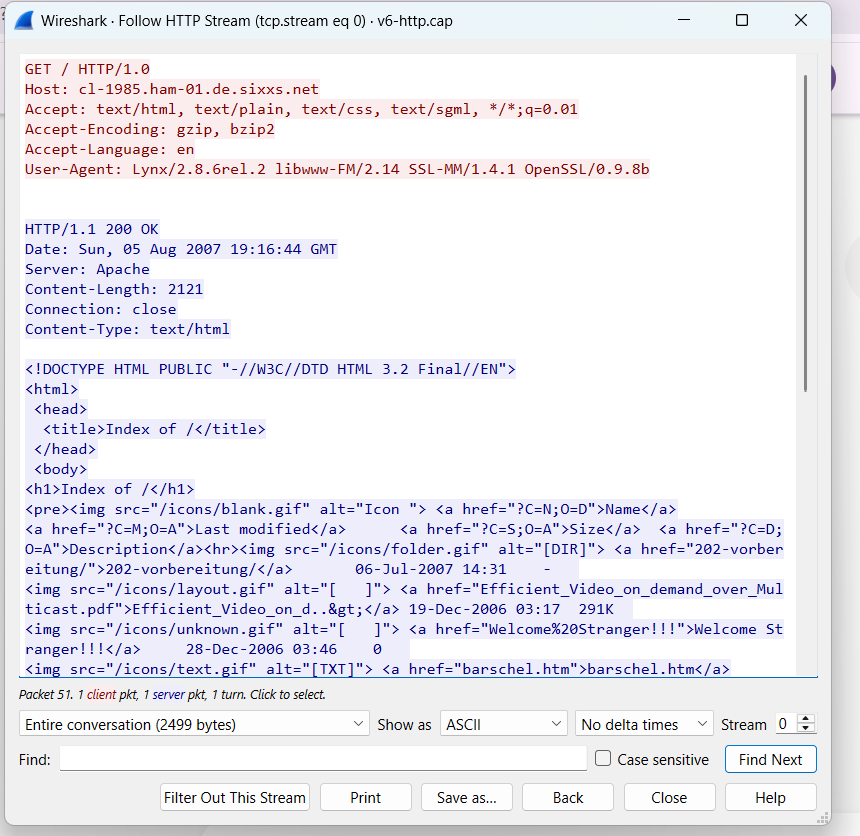 Wireshark · Follow HTTP Stream (tcp.stream eq 0) · v6-http.cap
GET / HTTP/1.0
Host: cl-1985.ham-01.de.sixxs.net
Accept: text/html, text/plain, text/css, text/sgml, */*;q=0.01
Accept-Encoding: gzip, bzip2
Accept-Language: en
User-Agent: Lynx/2.8.6rel.2 libwww-FM/2.14 SSL-MM/1.4.1 OpenSSL/0.9.8b
HTTP/1.1 200 OK
Date: Sun, 05 Aug 2007 19:16:44 GMT
Server: Apache
Content-Length: 2121
Connection: close
Content-Type: text/html
<!DOCTYPE HTML PUBLIC "-//W3C//DTD HTML 3.2 Final//EN">
<html>
 <head>
  <title>Index of /</title>
 </head>
 <body>
<h1>Index of /</h1>
<pre><img src="/icons/blank.gif" alt="Icon "> <a href="?C=N;O=D">Name</a>
<a href="?C=M;O=A">Last modified</a>      <a href="?C=S;O=A">Size</a>  <a href="?C=D;
O=A">Description</a><hr><img src="/icons/folder.gif" alt="[DIR]"> <a href="202-vorber
eitung/">202-vorbereitung/</a>       06-Jul-2007 14:31    -
<img src="/icons/layout.gif" alt="[   ]"> <a href="Efficient_Video_on_demand_over_Mul
ticast.pdf">Efficient_Video_on_d..&gt;</a> 19-Dec-2006 03:17  291K
<img src="/icons/unknown.gif" alt="[   ]"> <a href="Welcome%20Stranger!!!">Welcome St
ranger!!!</a>     28-Dec-2006 03:46    0
<img src="/icons/text.gif" alt="[TXT]"> <a href="barschel.htm">barschel.htm</a>
Packet 51. 1 client pkt, 1 server pkt, 1 turn. Click to select.
Entire conversation (2499 bytes) Show as ASCII No delta times Stream 0
Find: Case sensitive Find Next
Filter Out This Stream Print Save as... Back Close Help